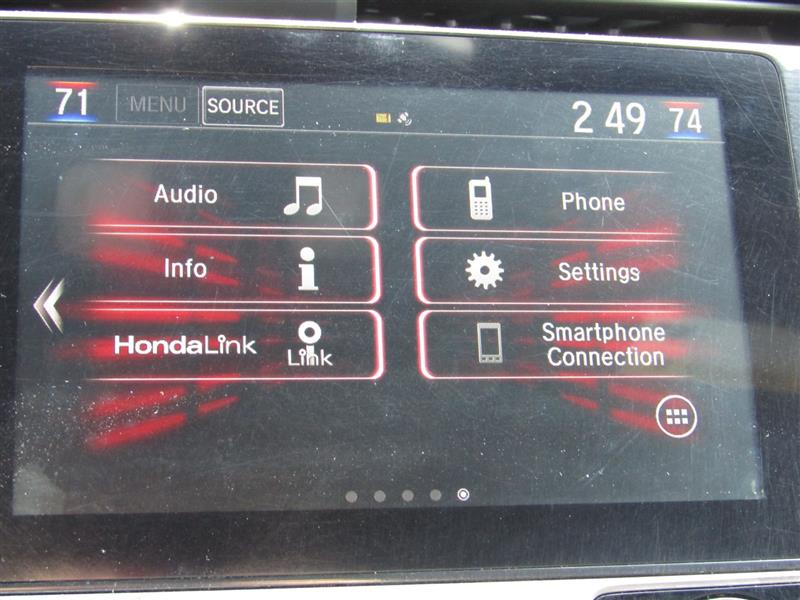 71 MENU SOURCE 2 49 74
Audio
Phone
Info
Settings
HondaLink
Link
Smartphone
Connection